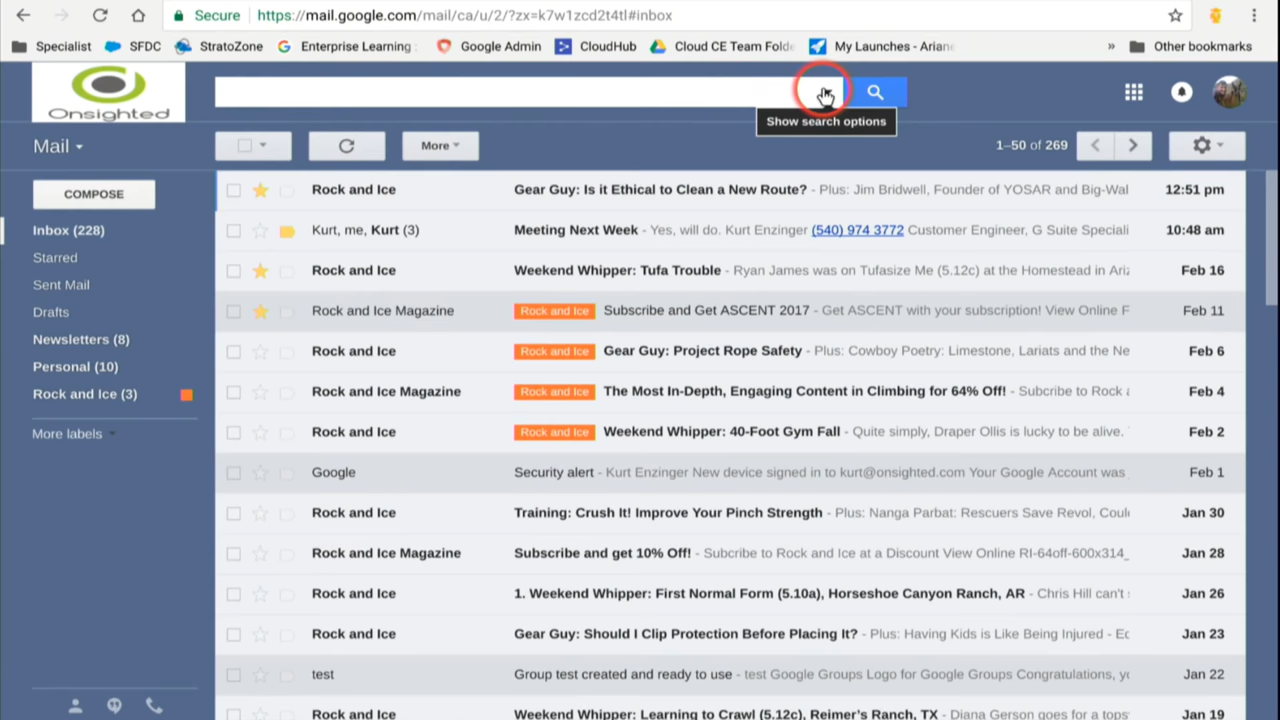 Secure https://mail.google.com/mail/ca/u/2/?zx=k7w1zcd2t4tl#inbox
Specialist SFDC StratoZone Enterprise Learning Google Admin CloudHub Cloud CE Team Folde My Launches - Ariane » Other bookmarks
Onsighted
Show search options
Mail More 1–50 of 269
COMPOSE
Rock and Ice Gear Guy: Is it Ethical to Clean a New Route? - Plus: Jim Bridwell, Founder of YOSAR and Big-Wal 12:51 pm
Inbox (228) Kurt, me, Kurt (3) Meeting Next Week - Yes, will do. Kurt Enzinger (540) 974 3772 Customer Engineer, G Suite Speciali 10:48 am
Starred
Rock and Ice Weekend Whipper: Tufa Trouble - Ryan James was on Tufasize Me (5.12c) at the Homestead in Ariz Feb 16
Sent Mail
Drafts Rock and Ice Magazine Rock and Ice Subscribe and Get ASCENT 2017 - Get ASCENT with your subscription! View Online F Feb 11
Newsletters (8)
Rock and Ice Rock and Ice Gear Guy: Project Rope Safety - Plus: Cowboy Poetry: Limestone, Lariats and the Ne Feb 6
Personal (10)
Rock and Ice (3) Rock and Ice Magazine Rock and Ice The Most In-Depth, Engaging Content in Climbing for 64% Off! - Subcribe to Rock a Feb 4
More labels Rock and Ice Rock and Ice Weekend Whipper: 40-Foot Gym Fall - Quite simply, Draper Ollis is lucky to be alive. Feb 2
Google Security alert - Kurt Enzinger New device signed in to kurt@onsighted.com Your Google Account was Feb 1
Rock and Ice Training: Crush It! Improve Your Pinch Strength - Plus: Nanga Parbat: Rescuers Save Revol, Coul Jan 30
Rock and Ice Magazine Subscribe and get 10% Off! - Subcribe to Rock and Ice at a Discount View Online RI-64off-600x314_ Jan 28
Rock and Ice 1. Weekend Whipper: First Normal Form (5.10a), Horseshoe Canyon Ranch, AR - Chris Hill can't Jan 26
Rock and Ice Gear Guy: Should I Clip Protection Before Placing It? - Plus: Having Kids is Like Being Injured - Ec Jan 23
test Group test created and ready to use - test Google Groups Logo for Google Groups Congratulations, yo Jan 22
Rock and Ice Weekend Whipper: Learning to Crawl (5.12c), Reimer's Ranch, TX - Diana Gerson goes for a tops Jan 19